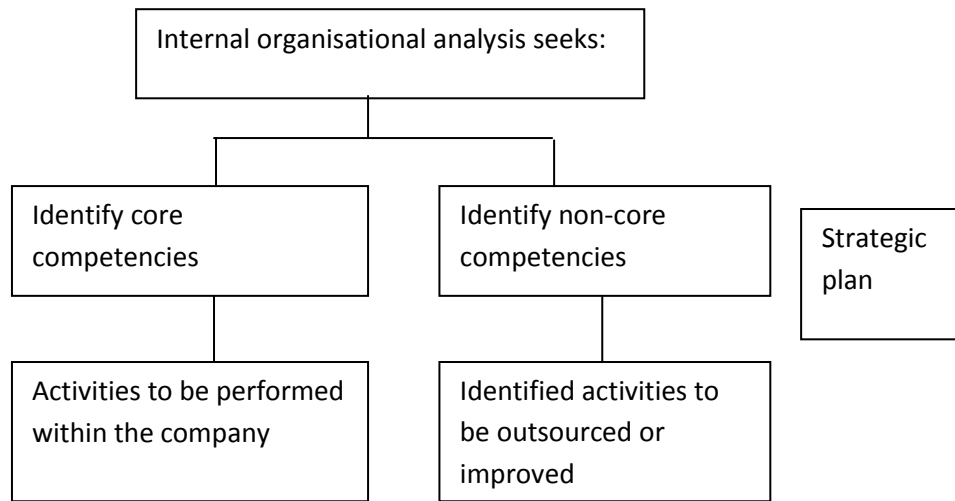 Internal organisational analysis seeks:
Identify core
competencies
Identify non-core
competencies
Strategic
plan
Activities to be performed
within the company
Identified activities to
be outsourced or
improved